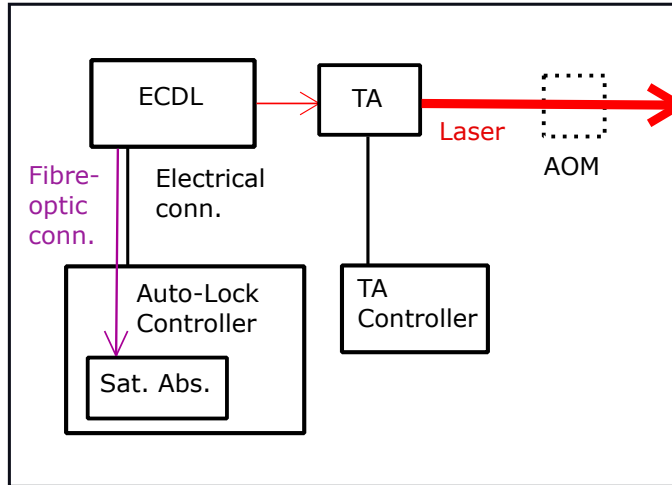 ECDL
TA
Laser
AOM
Fibre-
optic
conn.
Electrical
conn.
Auto-Lock
Controller
Sat. Abs.
TA
Controller